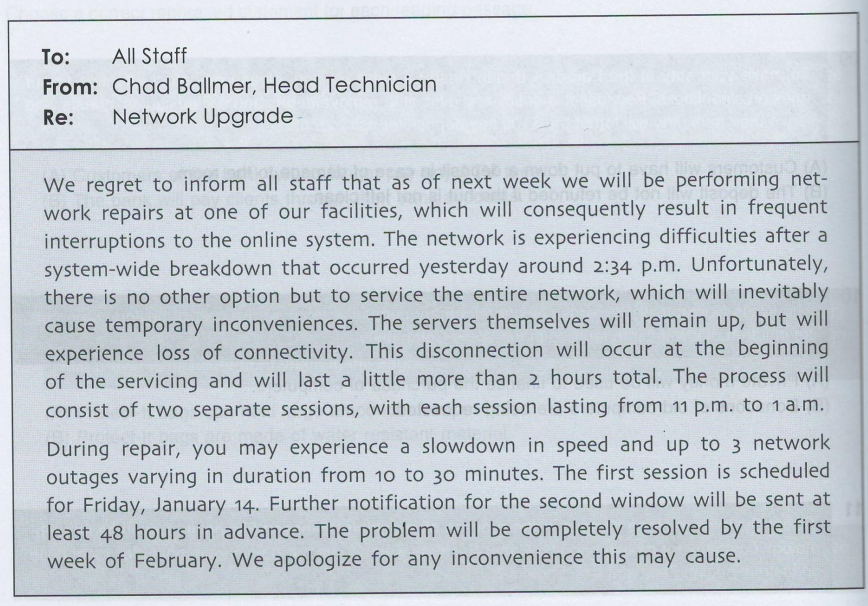 To: All Staff
From: Chad Ballmer, Head Technician
Re: Network Upgrade
We regret to inform all staff that as of next week we will be performing net-
work repairs at one of our facilities, which will consequently result in frequent
interruptions to the online system. The network is experiencing difficulties after a
system-wide breakdown that occurred yesterday around 2:34 p.m. Unfortunately,
there is no other option but to service the entire network, which will inevitably
cause temporary inconveniences. The servers themselves will remain up, but will
experience loss of connectivity. This disconnection will occur at the beginning
of the servicing and will last a little more than 2 hours total. The process will
consist of two separate sessions, with each session lasting from 11 p.m. to 1 a.m.
During repair, you may experience a slowdown in speed and up to 3 network
outages varying in duration from 10 to 30 minutes. The first session is scheduled
for Friday, January 14. Further notification for the second window will be sent at
least 48 hours in advance. The problem will be completely resolved by the first
week of February. We apologize for any inconvenience this may cause.